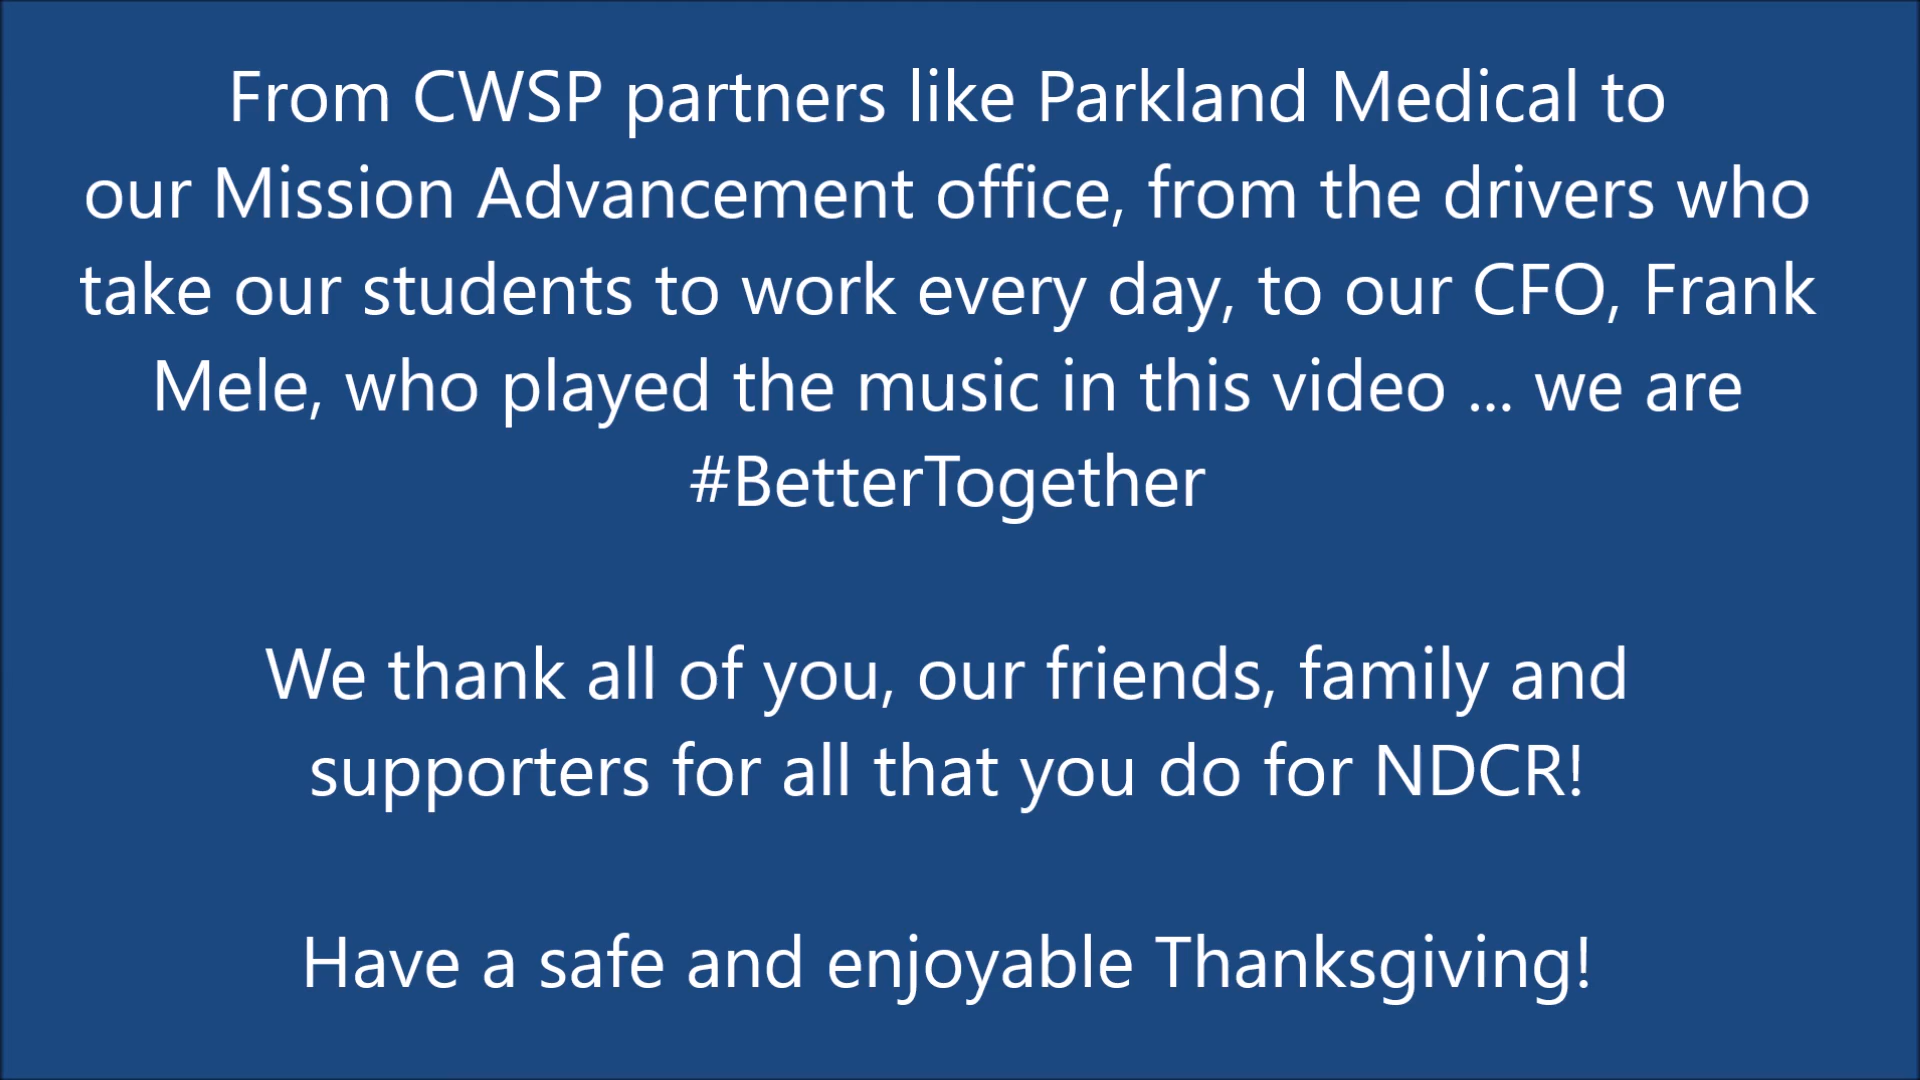 From CWSP partners like Parkland Medical to
our Mission Advancement office, from the drivers who
take our students to work every day, to our CFO, Frank
Mele, who played the music in this video ... we are
#BetterTogether
We thank all of you, our friends, family and
supporters for all that you do for NDCR!
Have a safe and enjoyable Thanksgiving!